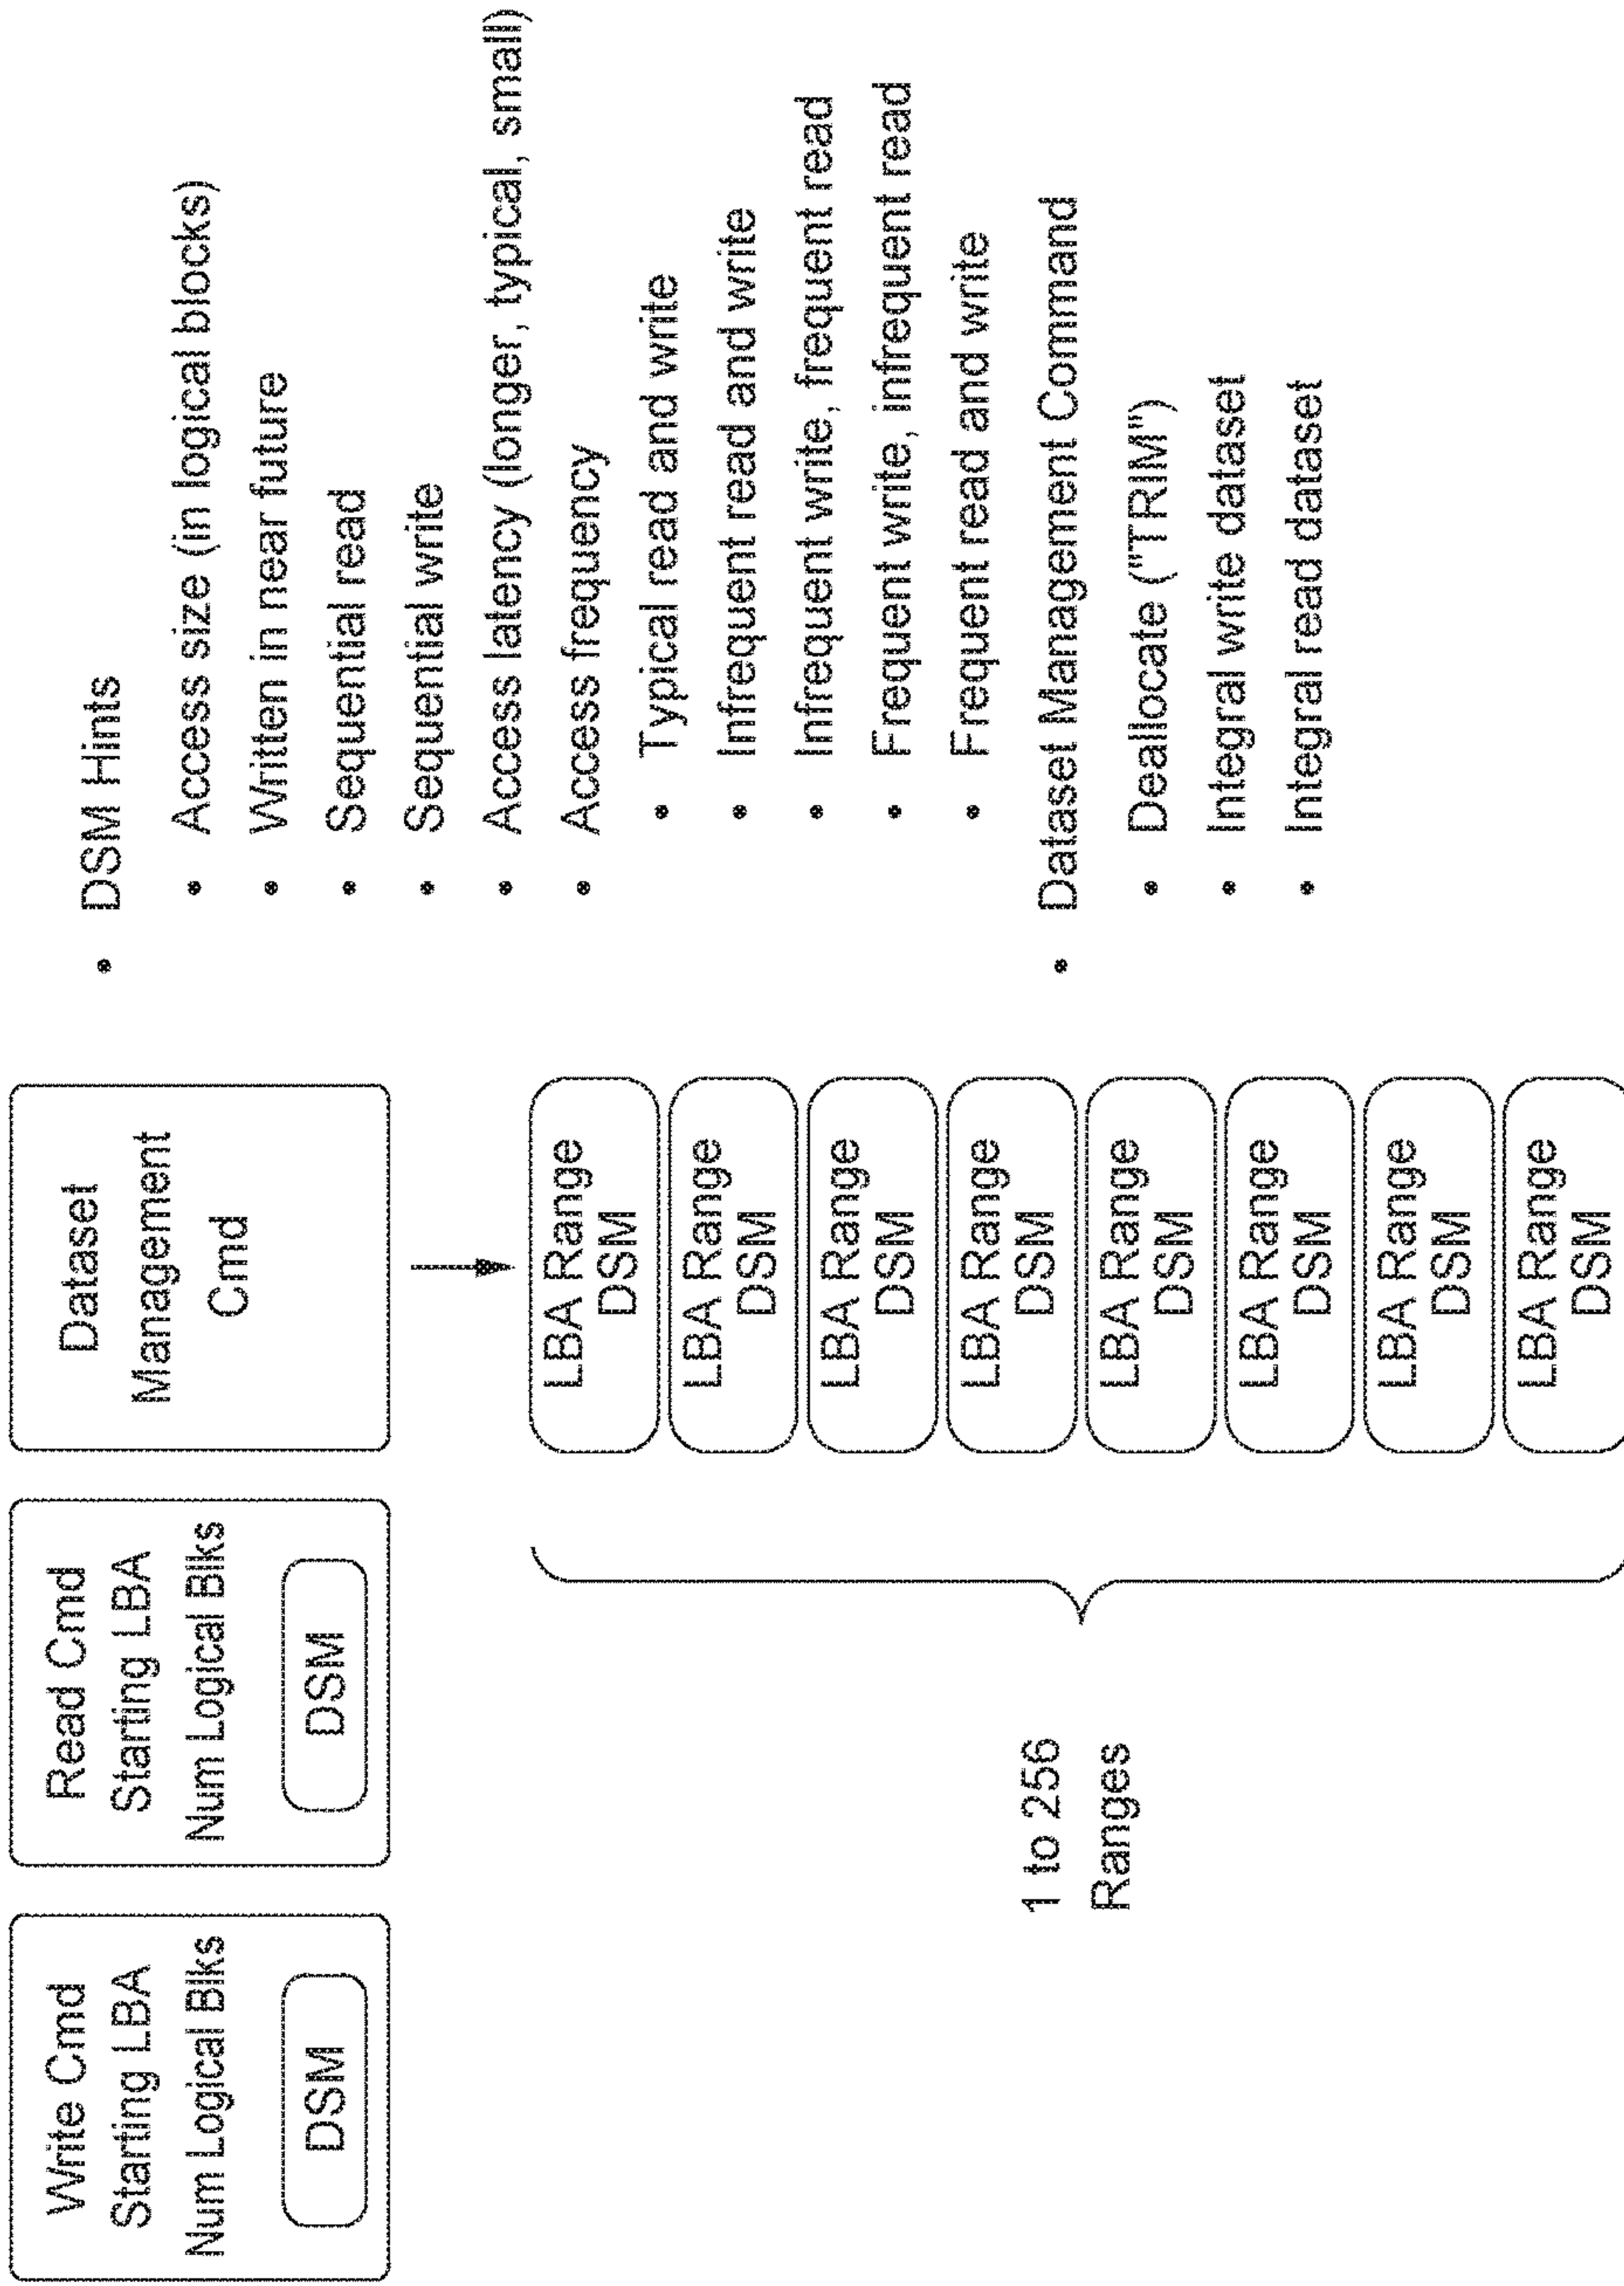 Write Cmd
Starting LBA
Num Logical Blks
DSM
Read Cmd
Starting LBA
Num Logical Blks
DSM
Dataset
Management
Cmd
1 to 256
Ranges
LBA Range
DSM
LBA Range
DSM
LBA Range
DSM
LBA Range
DSM
LBA Range
DSM
LBA Range
DSM
LBA Range
DSM
LBA Range
DSM
• DSM Hints
• Access size (in logical blocks)
• Written in near future
• Sequential read
• Sequential write
• Access latency (longer, typical, small)
• Access frequency
• Typical read and write
• Infrequent read and write
• Infrequent write, frequent read
• Frequent write, infrequent read
• Frequent read and write
• Dataset Management Command
• Deallocate ("TRIM")
• Integral write dataset
• Integral read dataset